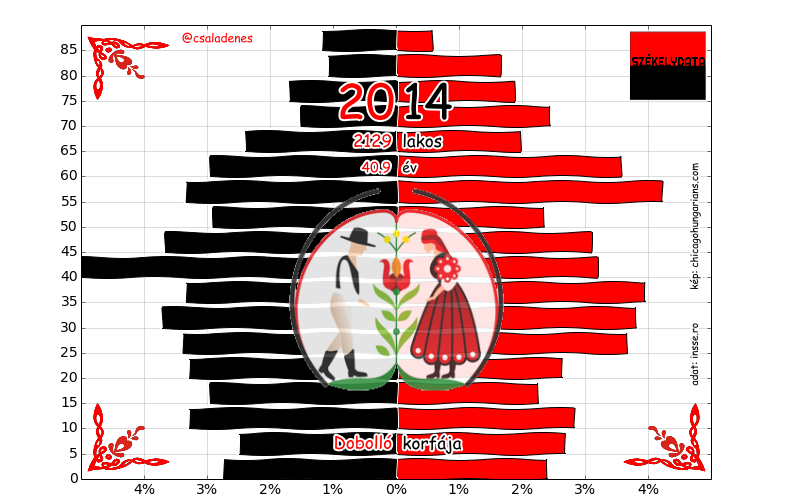 @csaladenes
SZÉKELYDATA
2014
2129 lakos
40.9 év
kép: chicagohungarians.com
adat: insse.ro
Dobolló korfája
85
80
75
70
65
60
55
50
45
40
35
30
25
20
15
10
5
0
4% 3% 2% 1% 0% 1% 2% 3% 4%